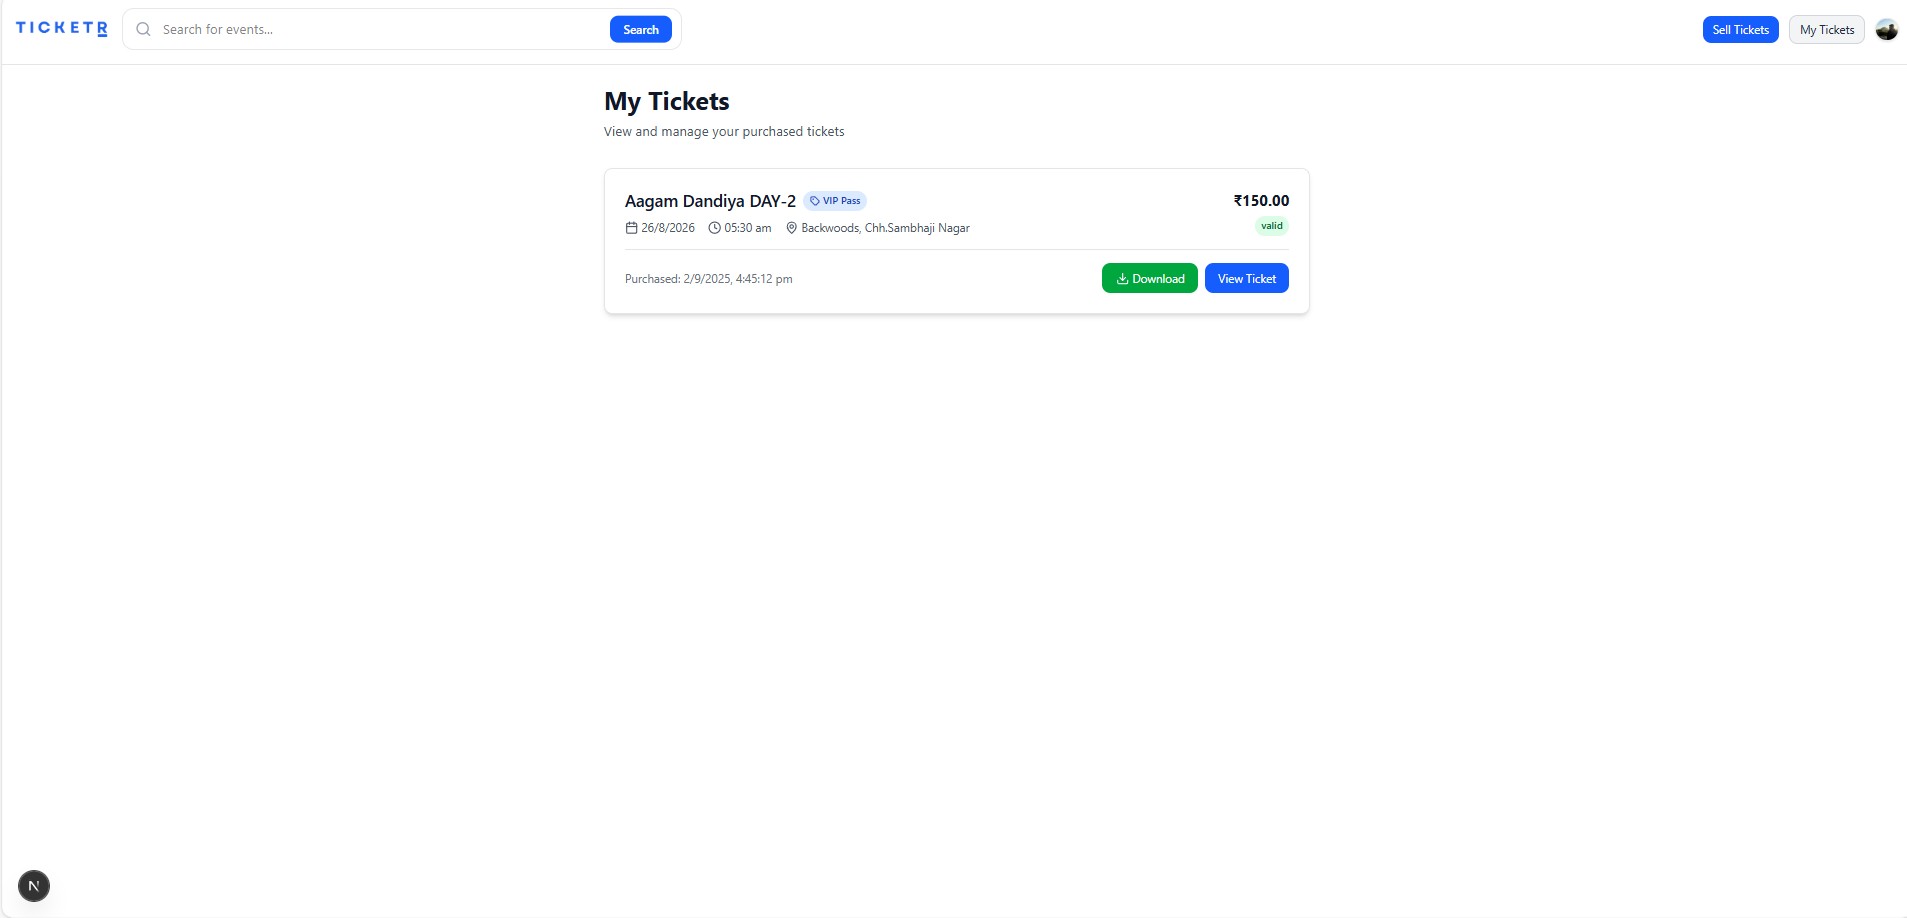 TICKETR
Search for events...
Search
Sell Tickets
My Tickets
My Tickets
View and manage your purchased tickets
Aagam Dandiya DAY-2
VIP Pass
₹150.00
26/8/2026
05:30 am
Backwoods, Chh.Sambhaji Nagar
valid
Purchased: 2/9/2025, 4:45:12 pm
Download
View Ticket
N